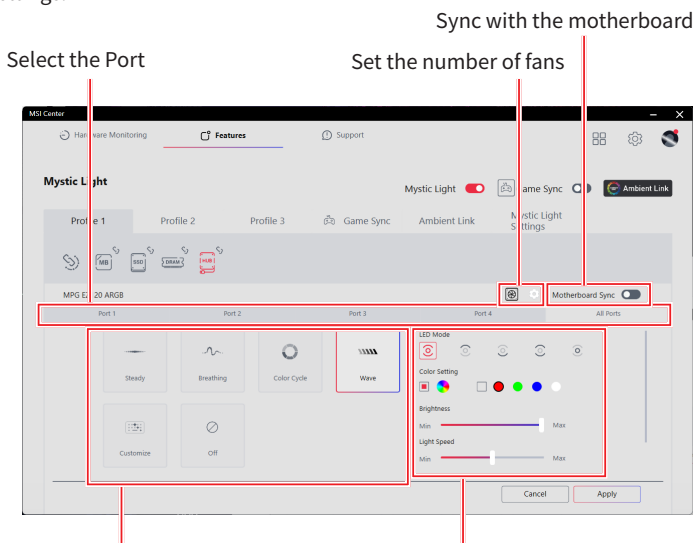 Sync with the motherboard
Select the Port
Set the number of fans
MSI Center
Hardware Monitoring
Features
Support
Mystic Light
Mystic Light
Game Sync
Ambient Link
Profile 1
Profile 2
Profile 3
Game Sync
Ambient Link
Mystic Light
Settings
MB
SSD
DRAM
HUB
Motherboard Sync
Port 1
Port 2
Port 3
Port 4
All Ports
LED Mode
Steady
Breathing
Color Cycle
Wave
Color Setting
Brightness
Min
Max
Light Speed
Min
Max
Customize
Off
Cancel
Apply